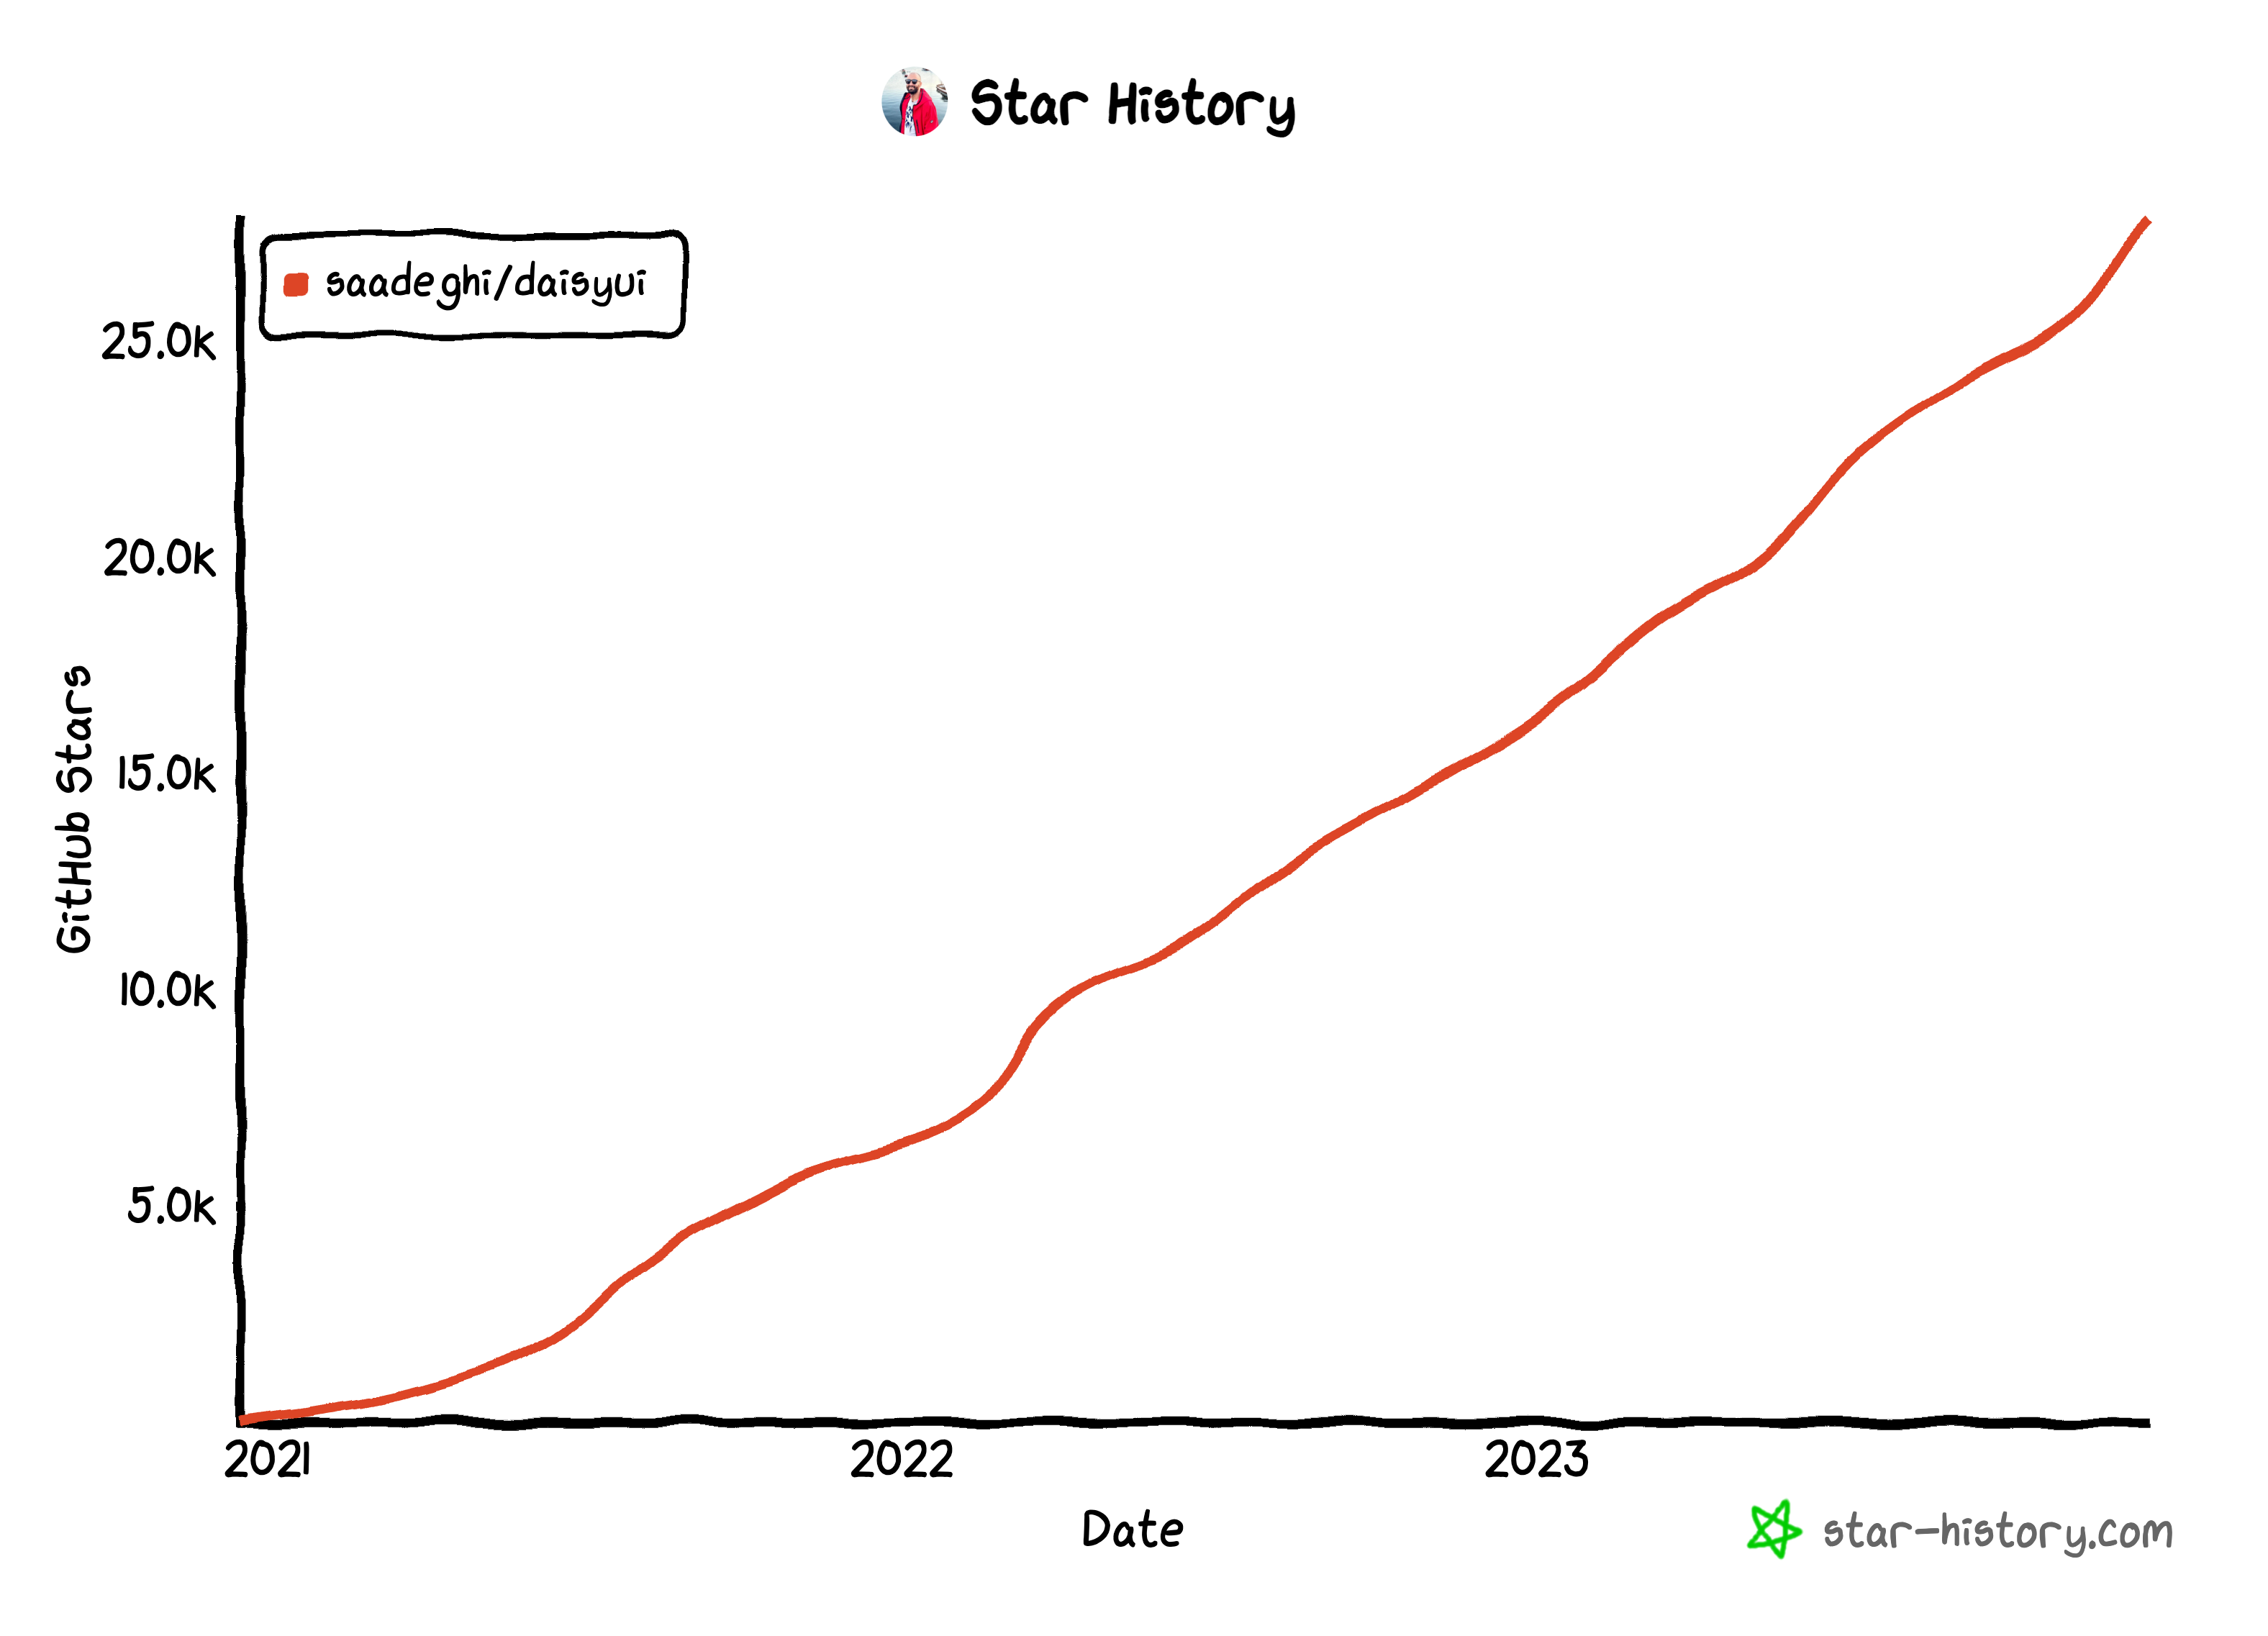 Star History
saadeghi/daisyui
25.0k
20.0k
15.0k
10.0k
5.0k
GitHub Stars
2021
2022
2023
Date
star-history.com